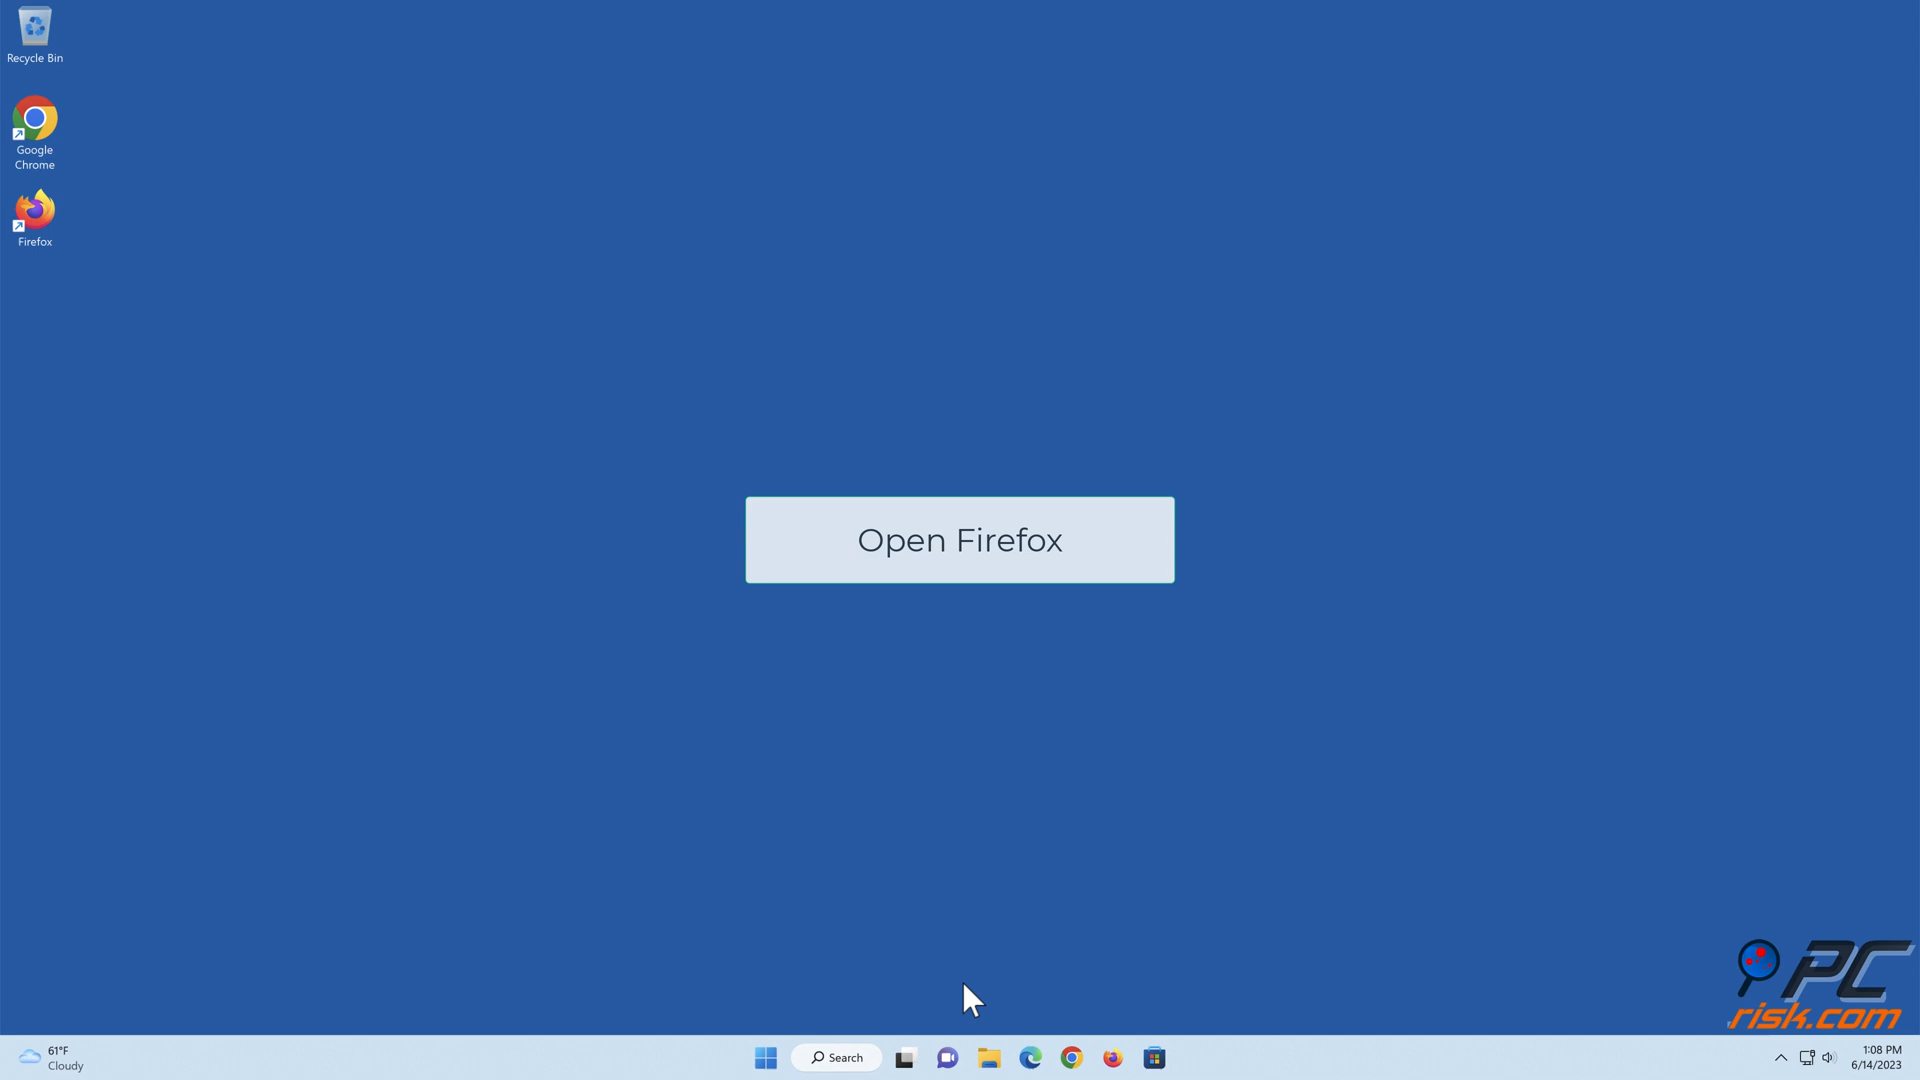 Recycle Bin
Google
Chrome
Firefox
Open Firefox
PC
risk.com
61°F
Cloudy
Search
1:08 PM
6/14/2023